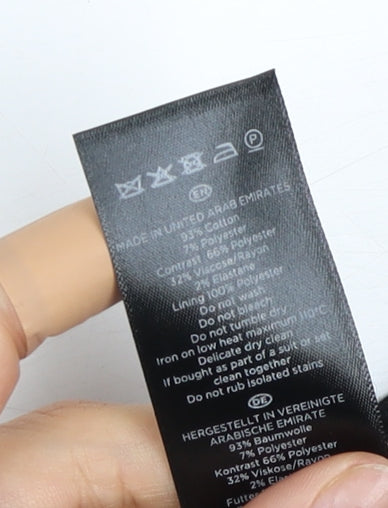 P
EN
MADE IN UNITED ARAB EMIRATES
93% Cotton
7% Polyester
Contrast 66% Polyester
32% Viscose/Rayon
2% Elastane
Lining 100% Polyester
Do not wash
Do not bleach
Do not tumble dry
Iron on low heat maximum 110°C
Delicate dry clean
If bought as part of a suit or set
clean together
Do not rub isolated stains
DE
HERGESTELLT IN VEREINIGTE
ARABISCHE EMIRATE
93% Baumwolle
7% Polyester
Kontrast 66% Polyester
32% Viskose/Rayon
2%